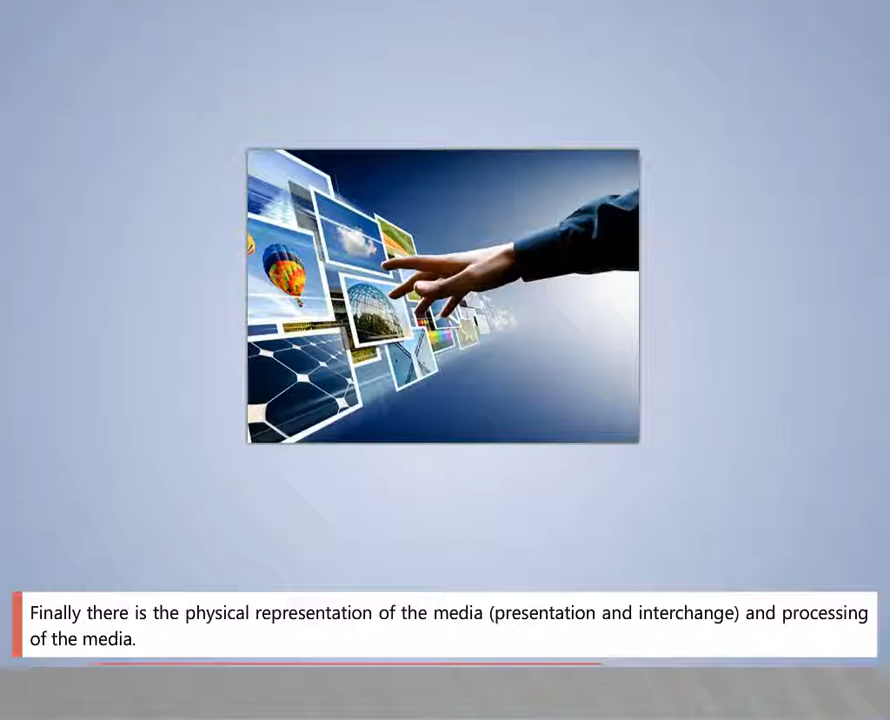 Finally there is the physical representation of the media (presentation and interchange) and processing
of the media.